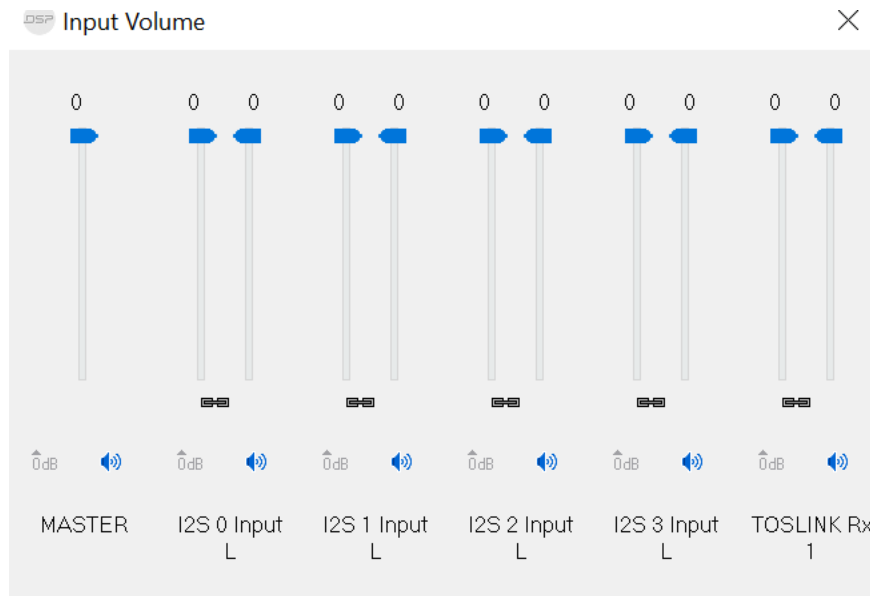 DSP Input Volume
0 0 0 0 0 0 0 0 0 0 0
0dB 0dB 0dB 0dB 0dB 0dB
MASTER I2S 0 Input L I2S 1 Input L I2S 2 Input L I2S 3 Input L TOSLINK Rx 1